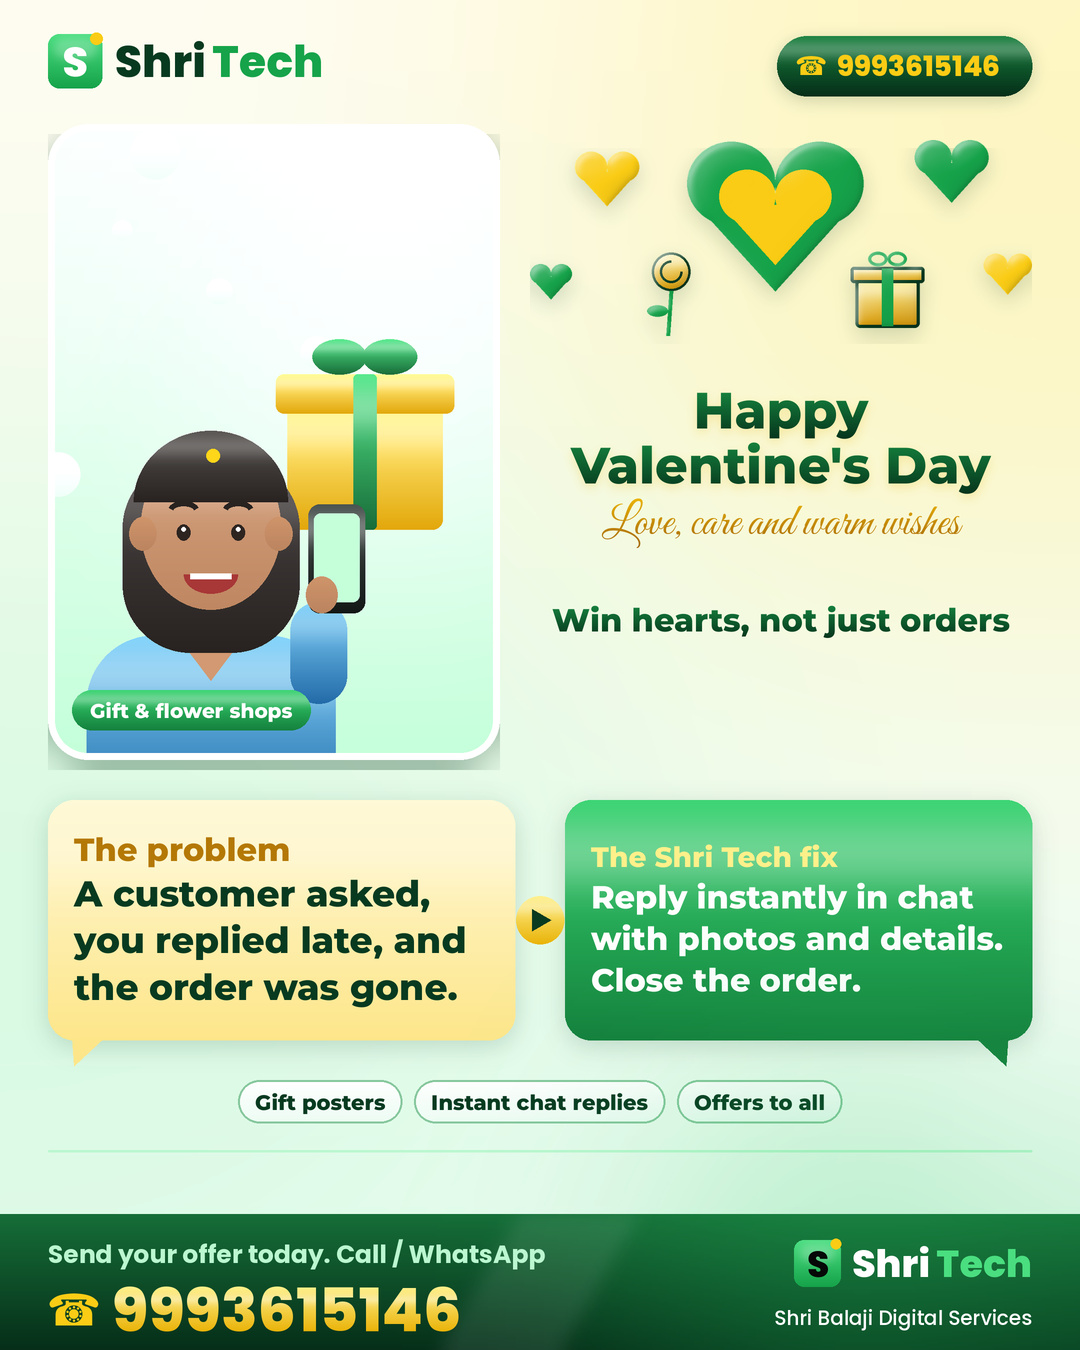 S Shri Tech
☎ 9993615146
Happy
Valentine's Day
Love, care and warm wishes
Win hearts, not just orders
Gift & flower shops
The problem
A customer asked,
you replied late, and
the order was gone.
The Shri Tech fix
Reply instantly in chat
with photos and details.
Close the order.
Gift posters
Instant chat replies
Offers to all
Send your offer today. Call / WhatsApp
☎ 9993615146
S Shri Tech
Shri Balaji Digital Services